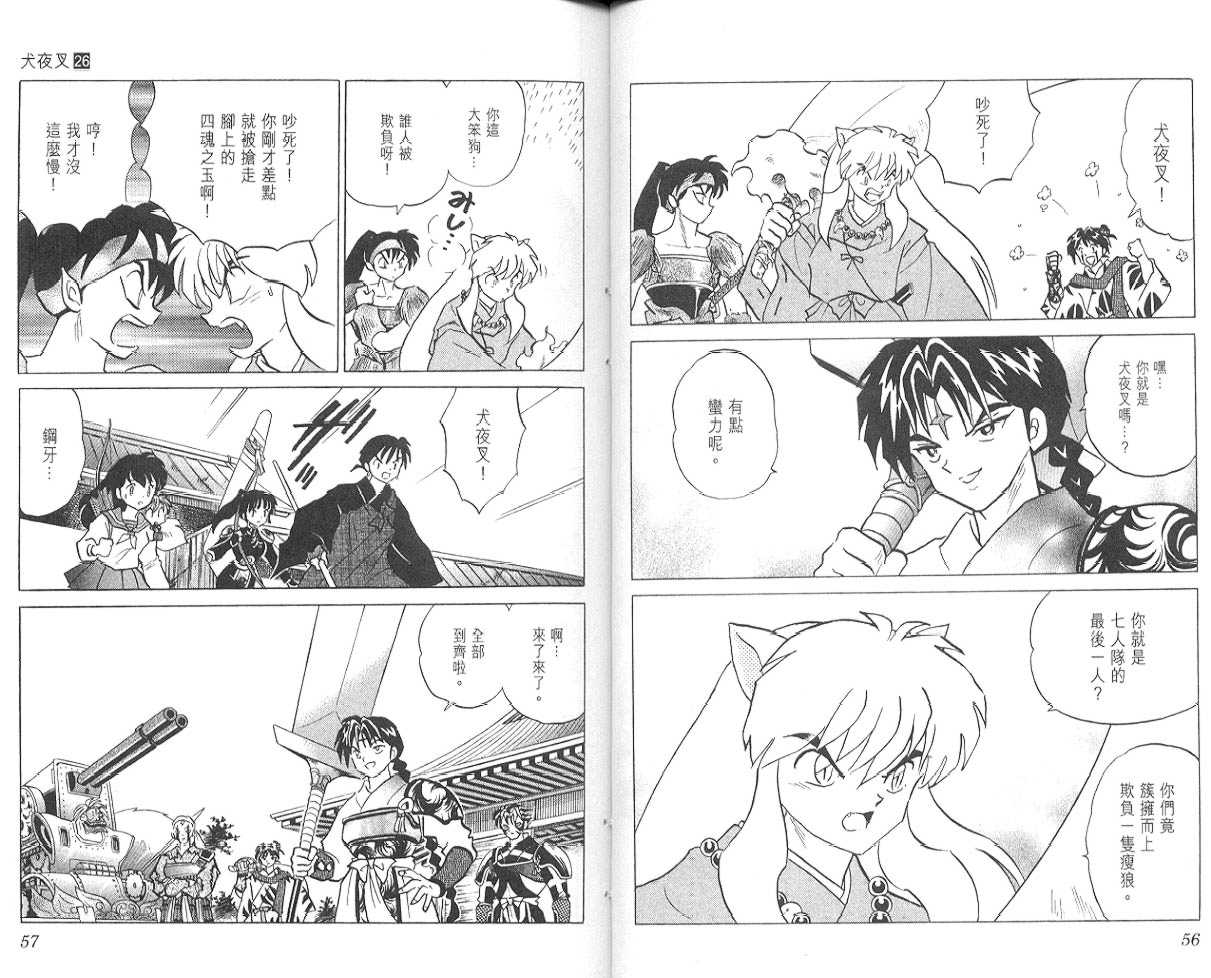 犬夜叉！
吵死了！
嘿…
你就是
犬夜叉嗎…？
有點
蠻力呢。
你就是
七人隊的
最後一人？
你們竟
簇擁而上
欺負一隻瘦狼。
56
犬夜叉26
你這
大笨狗…
誰人被
欺負呀！
みし…
吵死了！
你剛才差點
就被搶走
腳上的
四魂之玉啊！
哼！
我才沒
這麼慢！
犬夜叉！
鋼牙…
啊…
來了來了。
全部
到齊啦。
57